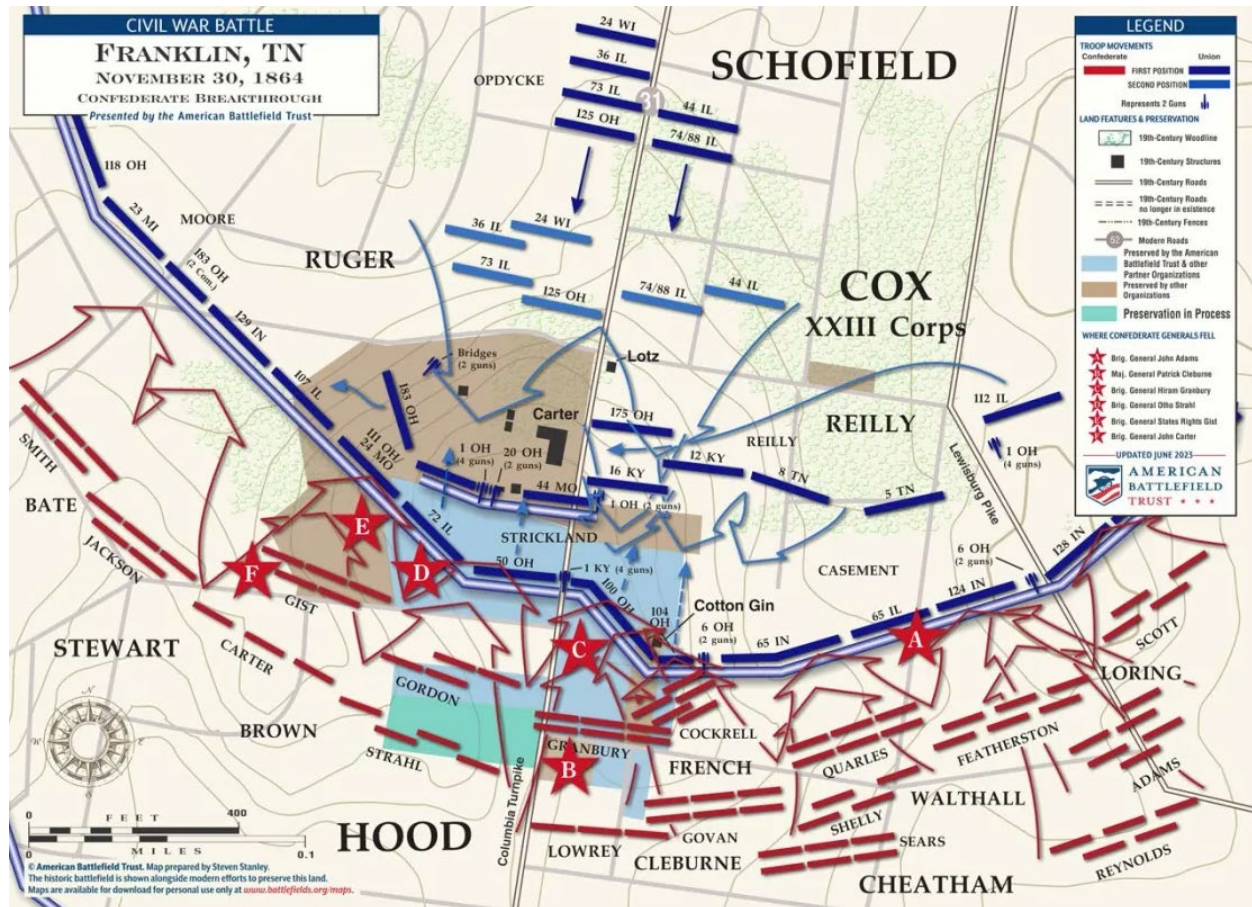 CIVIL WAR BATTLE
FRANKLIN, TN
NOVEMBER 30, 1864
CONFEDERATE BREAKTHROUGH
Presented by the American Battlefield Trust
LEGEND
TROOP MOVEMENTS
Confederate
Union
FIRST POSITION
SECOND POSITION
Represents 2 Guns
LAND FEATURES & PRESERVATION
19th-Century Woodline
19th-Century Structures
19th-Century Roads
19th-Century Roads
no longer in existence
19th-Century Fences
52
Modern Roads
Preserved by the American
Battlefield Trust & other
Partner Organizations
Preserved by other
Organizations
Preservation in Process
WHERE CONFEDERATE GENERALS FELL
Brig. General John Adams
Maj. General Patrick Cleburne
Brig. General Hiram Granbury
Brig. General Otho Strahl
Brig. General States Rights Gist
Brig. General John Carter
UPDATED JUNE 2023
AMERICAN
BATTLEFIELD
TRUST
24 WI
36 IL
73 IL
125 OH
OPDYCKE
31
44 IL
74/88 IL
SCHOFIELD
118 OH
23 MI
MOORE
183 OH
(2 Com.)
129 IN
107 IL
RUGER
36 IL
24 WI
73 IL
125 OH
74/88 IL
44 IL
COX
XXIII Corps
Bridges
(2 guns)
Lotz
183 OH
Carter
175 OH
112 IL
REILLY
REILLY
1 OH
(4 guns)
Lewisburg Pike
111 OH/
24 MO
1 OH
(4 guns)
20 OH
(2 guns)
44 MO
16 KY
12 KY
8 TN
5 TN
1 OH (2 guns)
SMITH
BATE
JACKSON
E
72 IL
STRICKLAND
F
D
50 OH
1 KY (4 guns)
100 OH
CASEMENT
6 OH
(2 guns)
128 IN
124 IN
GIST
104
OH
Cotton Gin
6 OH
(2 guns)
65 IN
65 IL
A
SCOTT
STEWART
CARTER
C
LORING
GORDON
BROWN
STRAHL
GRANBURY
B
COCKRELL
FRENCH
QUARLES
FEATHERSTON
ADAMS
WALTHALL
SHELLY
SEARS
REYNOLDS
GOVAN
LOWREY
CLEBURNE
CHEATHAM
HOOD
Columbia Turnpike
N
E
S
W
0
FEET
400
0
MILES
0.1
© American Battlefield Trust. Map prepared by Steven Stanley.
The historic battlefield is shown alongside modern efforts to preserve this land.
Maps are available for download for personal use only at www.battlefields.org/maps.